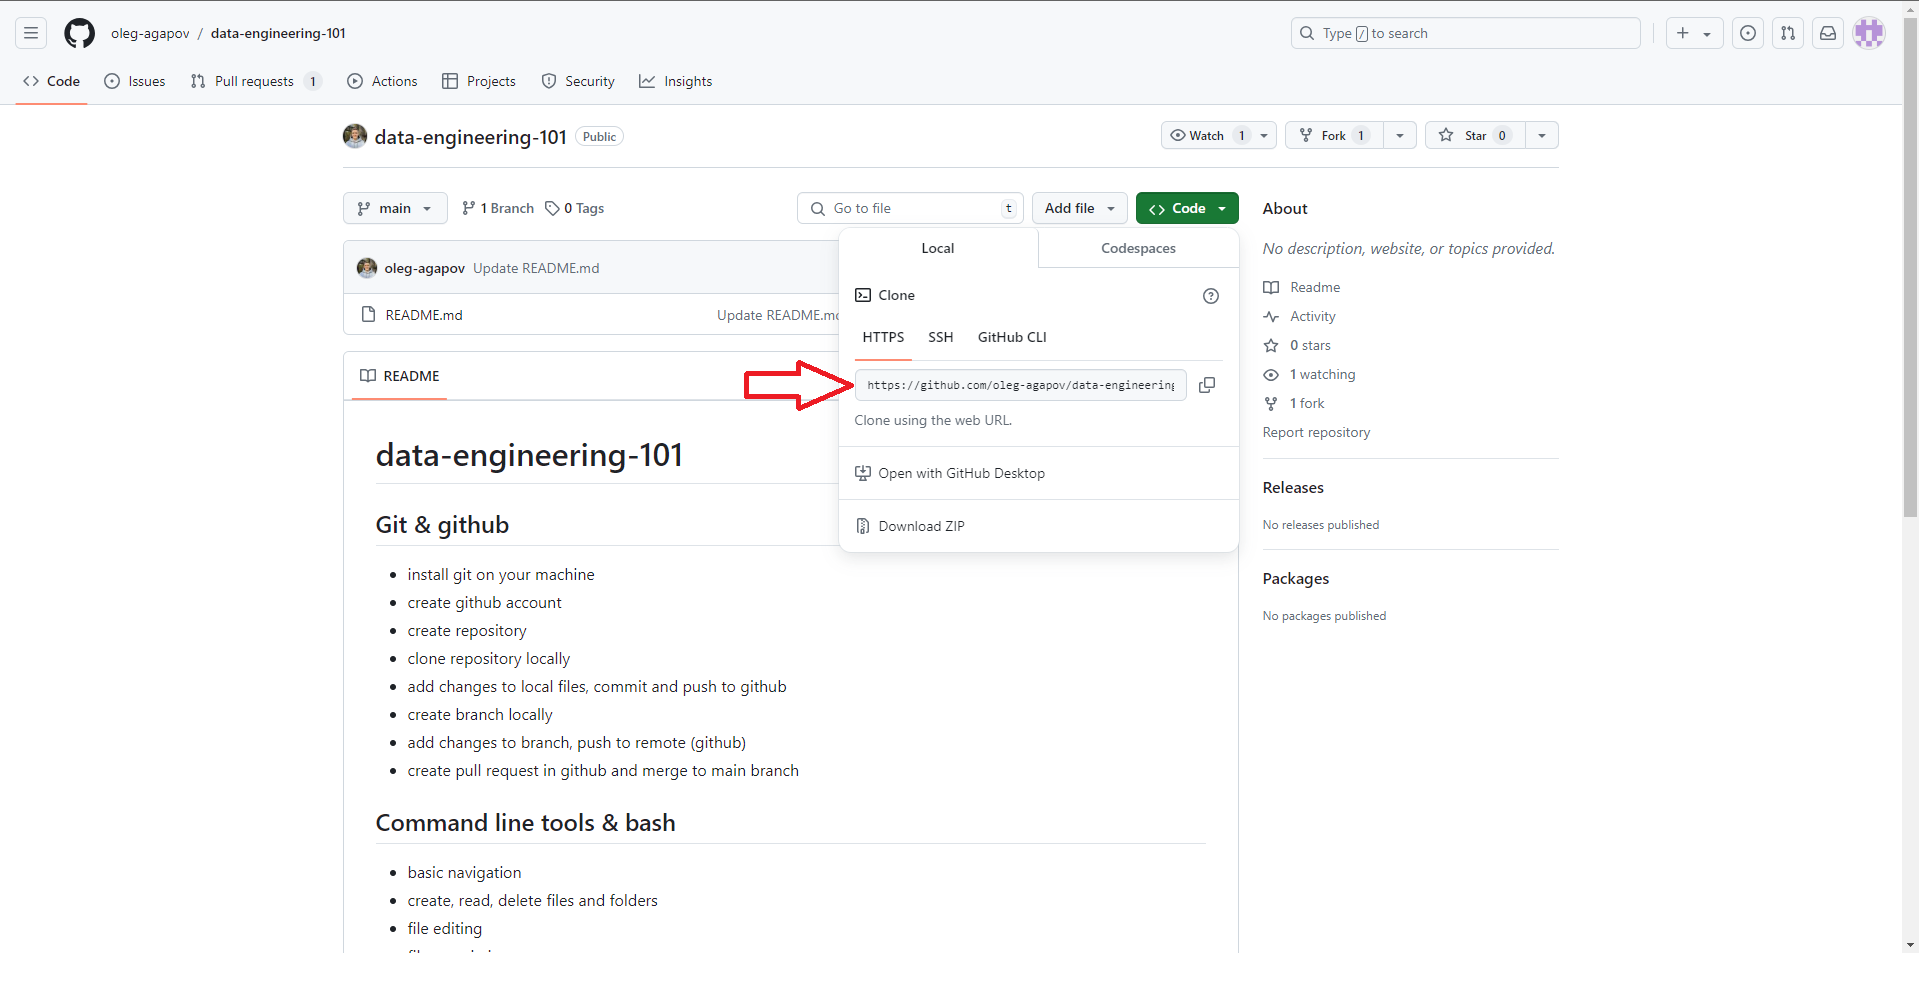 oleg-agapov / data-engineering-101
Type / to search
Code Issues Pull requests 1 Actions Projects Security Insights
data-engineering-101 Public
Watch 1 Fork 1 Star 0
main 1 Branch 0 Tags Go to file t Add file Code
oleg-agapov Update README.md
README.md Update README.md
README
data-engineering-101
Git & github
install git on your machine
create github account
create repository
clone repository locally
add changes to local files, commit and push to github
create branch locally
add changes to branch, push to remote (github)
create pull request in github and merge to main branch
Command line tools & bash
basic navigation
create, read, delete files and folders
file editing
Local Codespaces
Clone
HTTPS SSH GitHub CLI
https://github.com/oleg-agapov/data-engineering
Clone using the web URL.
Open with GitHub Desktop
Download ZIP
About
No description, website, or topics provided.
Readme
Activity
0 stars
1 watching
1 fork
Report repository
Releases
No releases published
Packages
No packages published